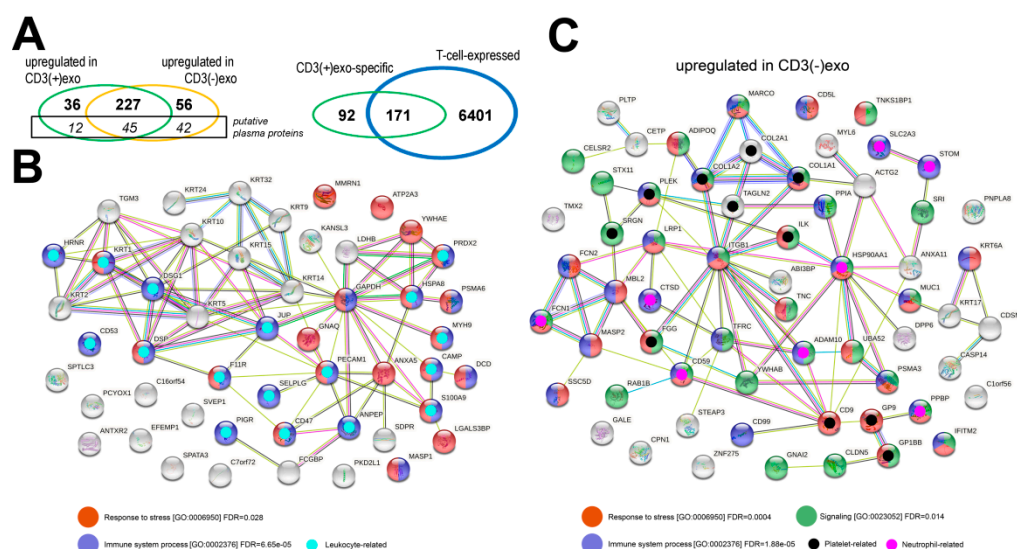 A
upregulated in
CD3(+)exo
upregulated in
CD3(-)exo
36 227 56
12 45 42
putative
plasma proteins
CD3(+)exo-specific
T-cell-expressed
92 171 6401
B
KRT24
KRT32
MMRN1
ATP2A3
TGM3
KRT10
KRT9
KANSL3
YWHAE
LDHB
PRDX2
HRNR
KRT1
KRT15
DSG1
KRT14
GAPDH
HSPA8
PSMA6
KRT2
KRT5
JUP
GNAQ
MYH9
CD53
DSP
F11R
PECAM1
ANXA5
CAMP
DCD
SPTLC3
C16orf54
SELPLG
S100A9
PCYOX1
SVEP1
PIGR
CD47
ANPEP
SDPR
LGALS3BP
ANTXR2
EFEMP1
MASP1
SPATA3
C7orf72
FCGBP
PKD2L1
Response to stress [GO:0006950] FDR=0.028
Immune system process [GO:0002376] FDR=6.65e-05
Leukocyte-related
C
upregulated in CD3(-)exo
PLTP
MARCO
CD5L
TNKS1BP1
CETP
ADIPOQ
COL2A1
MYL6
SLC2A3
CELSR2
COL1A2
COL1A1
STOM
STX11
ACTG2
PLEK
TAGLN2
PPIA
SRI
PNPLA8
TMX2
SRGN
LRP1
ILK
ITGB1
HSP90AA1
ANXA11
KRT6A
FCN2
MBL2
ABI3BP
CTSD
MUC1
KRT17
FCN1
TNC
CDSN
MASP2
FGG
TFRC
DPP6
ADAM10
UBA52
CASP14
CD59
SSC5D
RAB1B
YWHAB
PSMA3
C1orf56
STEAP3
GALE
CD99
CD9
GP9
PPBP
CPN1
IFITM2
ZNF275
GNAI2
CLDN5
GP1BB
Response to stress [GO:0006950] FDR=0.0004
Signaling [GO:0023052] FDR=0.014
Immune system process [GO:0002376] FDR=1.88e-05
Platelet-related
Neutrophil-related